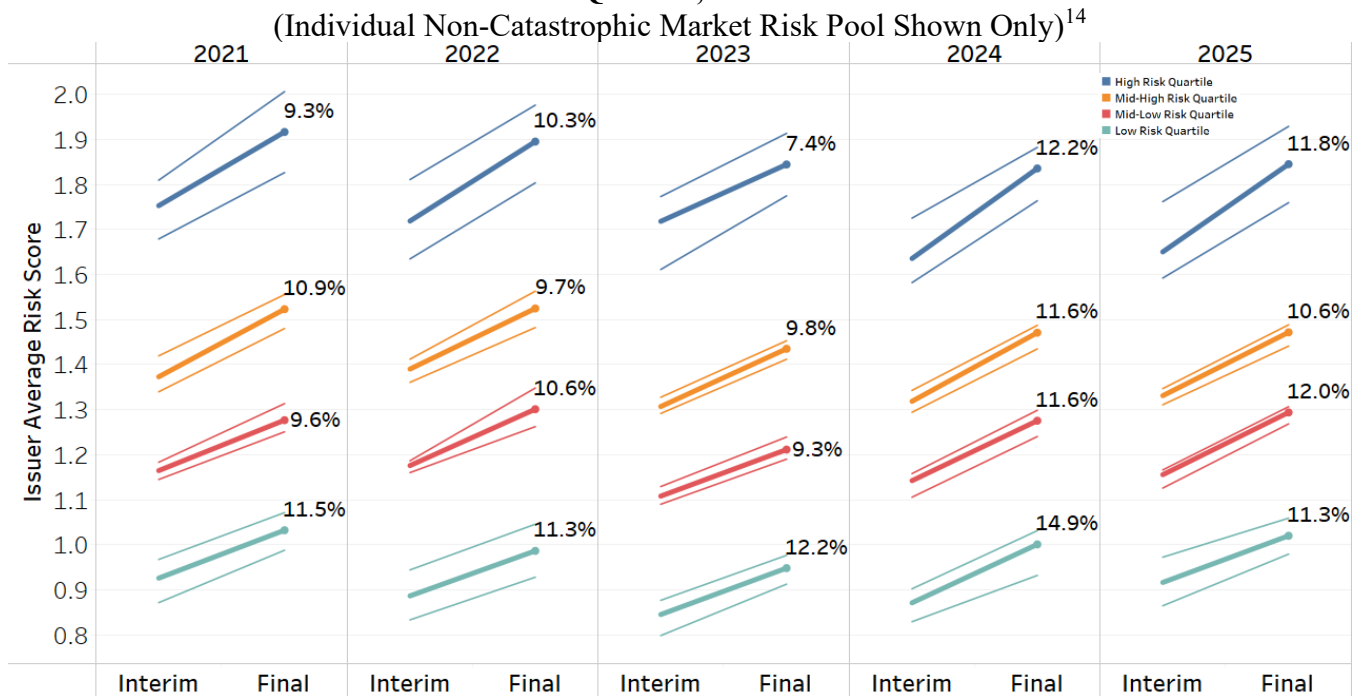 (Individual Non-Catastrophic Market Risk Pool Shown Only)14
2021 2022 2023 2024 2025
High Risk Quartile
Mid-High Risk Quartile
Mid-Low Risk Quartile
Low Risk Quartile
Issuer Average Risk Score
2.0
1.9
1.8
1.7
1.6
1.5
1.4
1.3
1.2
1.1
1.0
0.9
0.8
9.3% 10.3% 7.4% 12.2% 11.8%
10.9% 9.7% 9.8% 11.6% 10.6%
9.6% 10.6% 9.3% 11.6% 12.0%
11.5% 11.3% 12.2% 14.9% 11.3%
Interim Final Interim Final Interim Final Interim Final Interim Final